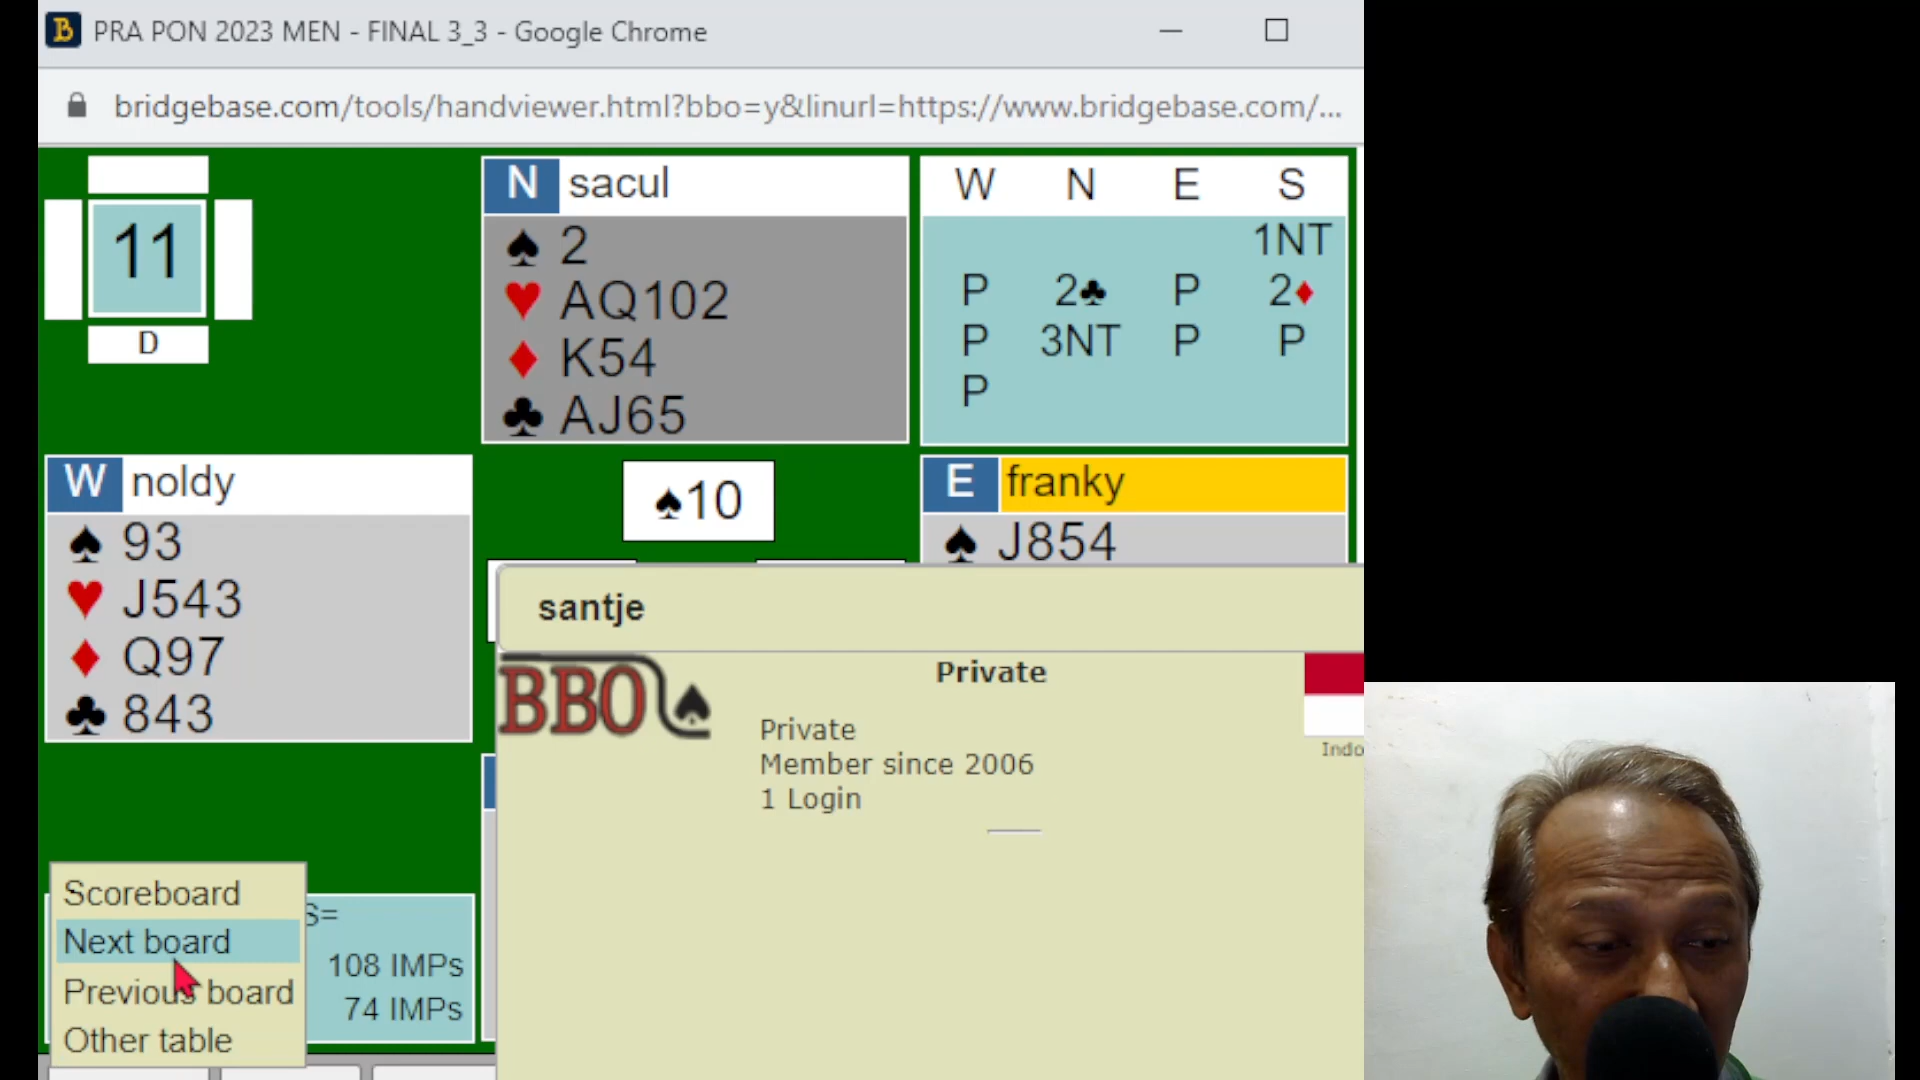 PRA PON 2023 MEN - FINAL 3_3 - Google Chrome
bridgebase.com/tools/handviewer.html?bbo=y&linurl=https://www.bridgebase.com/...
11
D
N sacul
♠ 2
♥ AQ102
♦ K54
♣ AJ65
W N E S
1NT
P 2♣ P 2♦
P 3NT P P
P
W noldy
♠ 93
♥ J543
♦ Q97
♣ 843
♠10
E franky
♠ J854
santje
BBO
Private
Private
Member since 2006
1 Login
Indo
Scoreboard
Next board
Previous board
Other table
S=
108 IMPs
74 IMPs